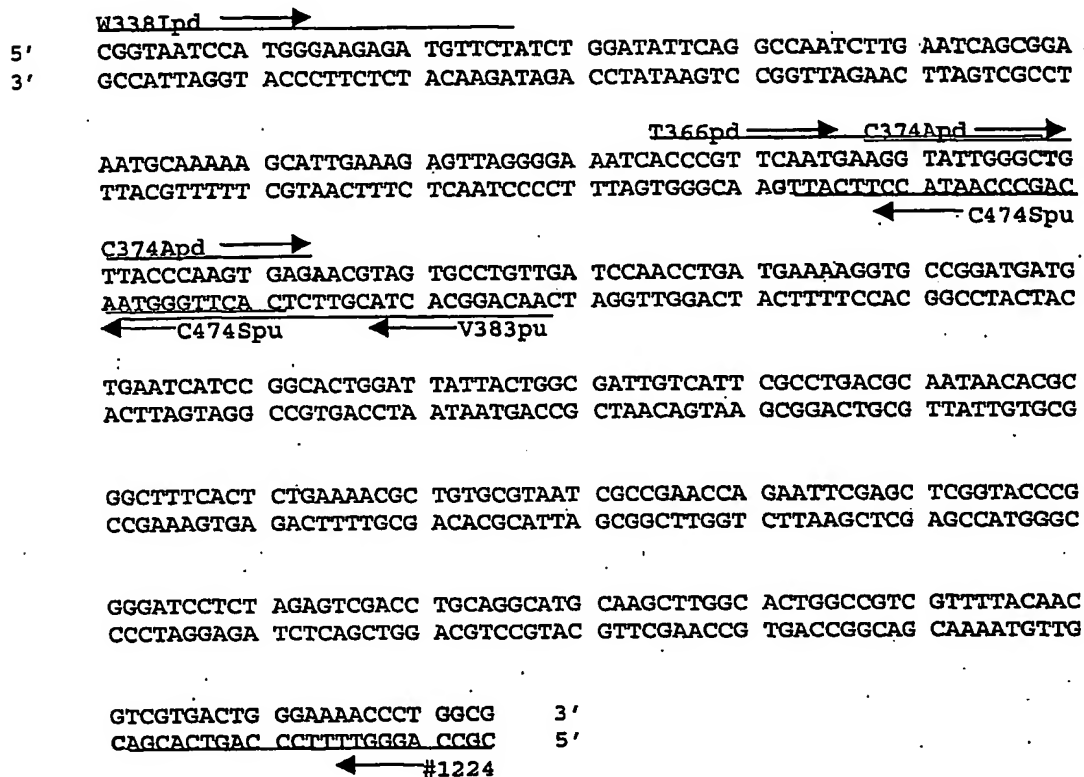 W338Ipd
5' CGGTAATCCA TGGGAAGAGA TGTTCTATCT GGATATTCAG GCCAATCTTG AATCAGCGGA
3' GCCATTAGGT ACCCTTCTCT ACAAGATAGA CCTATAAGTC CGGTTAGAAC TTAGTCGCCT
T366pd C374Apd
AATGCAAAAA GCATTGAAAG AGTTAGGGGA AATCACCCGT TCAATGAAGG TATTGGGCTG
TTACGTTTTT CGTAACTTTC TCAATCCCCT TTAGTGGGCA AGTTACTTCC ATAACCCGAC
C474Spu
C374Apd
TTACCCAAGT GAGAACGTAG TGCCTGTTGA TCCAACCTGA TGAAAAGGTG CCGGATGATG
AATGGGTTCA CTCTTGCATC ACGGACAACT AGGTTGGACT ACTTTTCCAC GGCCTACTAC
C474Spu V383pu
TGAATCATCC GGCACTGGAT TATTACTGGC GATTGTCATT CGCCTGACGC AATAACACGC
ACTTAGTAGG CCGTGACCTA ATAATGACCG CTAACAGTAA GCGGACTGCG TTATTGTGCG
GGCTTTCACT CTGAAAACGC TGTGCGTAAT CGCCGAACCA GAATTCGAGC TCGGTACCCG
CCGAAAGTGA GACTTTTGCG ACACGCATTA GCGGCTTGGT CTTAAGCTCG AGCCATGGGC
GGGATCCTCT AGAGTCGACC TGCAGGCATG CAAGCTTGGC ACTGGCCGTC GTTTTACAAC
CCCTAGGAGA TCTCAGCTGG ACGTCCGTAC GTTCGAACCG TGACCGGCAG CAAAATGTTG
GTCGTGACTG GGAAAACCCT GGCG 3'
CAGCACTGAC CCTTTTGGGA CCGC 5'
#1224